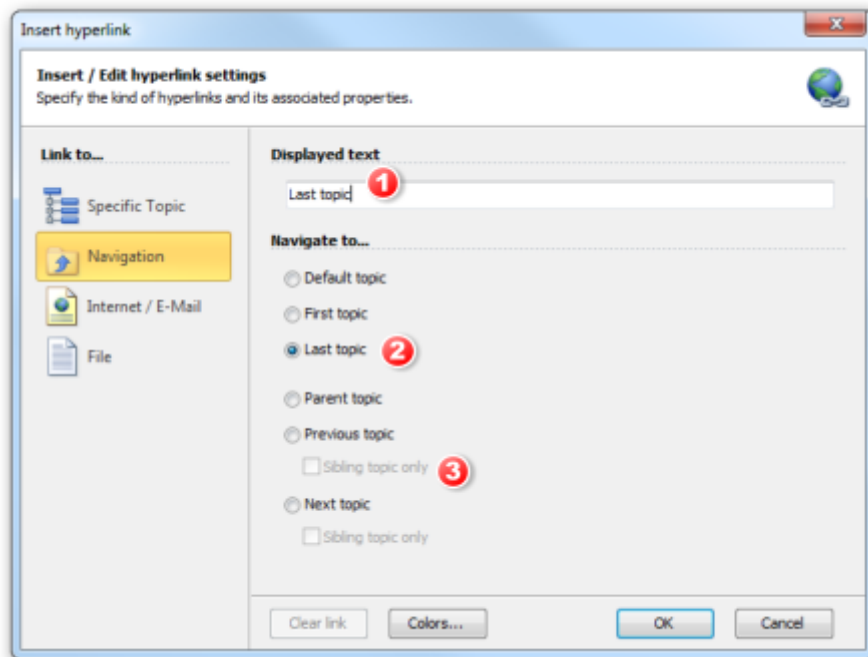 Insert hyperlink
Insert / Edit hyperlink settings
Specify the kind of hyperlinks and its associated properties.
Link to...
Specific Topic
Navigation
Internet / E-Mail
File
Displayed text
Last topic
1
Navigate to...
Default topic
First topic
Last topic
2
Parent topic
Previous topic
Sibling topic only
3
Next topic
Sibling topic only
Clear link
Colors...
OK
Cancel